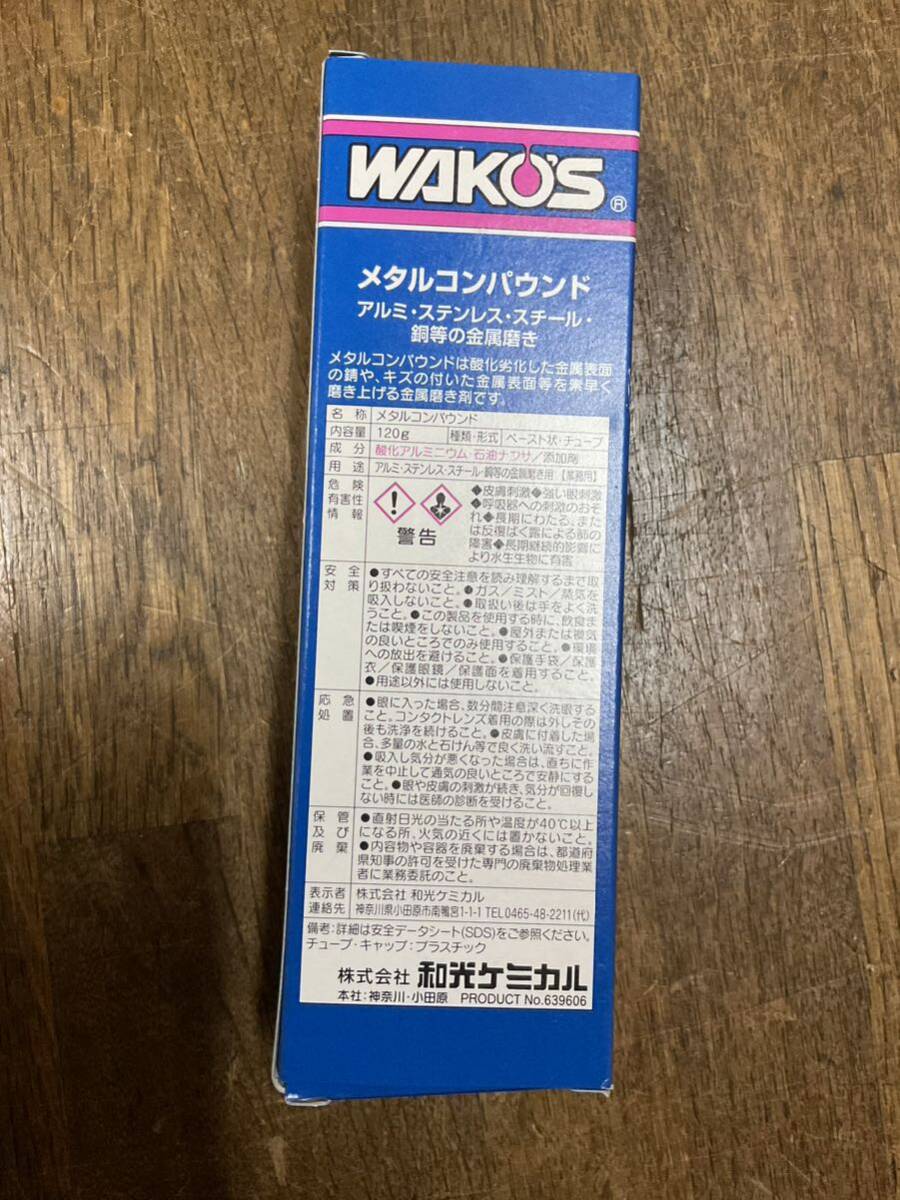 WAKO'S®
メタルコンパウンド
アルミ・ステンレス・スチール・
銅等の金属磨き
メタルコンパウンドは酸化劣化した金属表面
の錆や、キズの付いた金属表面等を素早く
磨き上げる金属磨き剤です。
名称 メタルコンパウンド
内容量 120g 種類・形式 ペースト状・チューブ
成分 酸化アルミニウム・石油ナフサ/添加剤
用途 アルミ・ステンレス・スチール・銅等の金属磨き用 【業務用】
危険
有害性
情報
警告
◆皮膚刺激◆強い眼刺激
◆呼吸器への刺激のおそ
れ◆長期にわたる、また
は反復ばく露による肺の
障害◆長期継続的影響に
より水生生物に有害
安全
対策
●すべての安全注意を読み理解するまで取
り扱わないこと。●ガス/ミスト/蒸気を
吸入しないこと。●取扱い後は手をよく洗
うこと。●この製品を使用する時に、飲食ま
たは喫煙をしないこと。●屋外または換気
の良いところでのみ使用すること。●環境
への放出を避けること。●保護手袋/保護
衣/保護眼鏡/保護面を着用すること。
●用途以外には使用しないこと。
応急
処置
●眼に入った場合、数分間注意深く洗眼する
こと。コンタクトレンズ着用の際は外しその
後も洗浄を続けること。●皮膚に付着した場
合、多量の水と石けん等で良く洗い流すこと。
●吸入し気分が悪くなった場合は、直ちに作
業を中止して通気の良いところで安静にする
こと。●眼や皮膚の刺激が続き、気分が回復し
ない時には医師の診断を受けること。
保管
及び
廃棄
●直射日光の当たる所や温度が40℃以上
になる所、火気の近くには置かないこと。
●内容物や容器を廃棄する場合は、都道府
県知事の許可を受けた専門の廃棄物処理業
者に業務委託のこと。
表示者 株式会社 和光ケミカル
連絡先 神奈川県小田原市南鴨宮1-1-1 TEL0465-48-2211(代)
備考:詳細は安全データシート(SDS)をご参照ください。
チューブ・キャップ:プラスチック
株式会社 和光ケミカル
本社:神奈川・小田原 PRODUCT No.639606